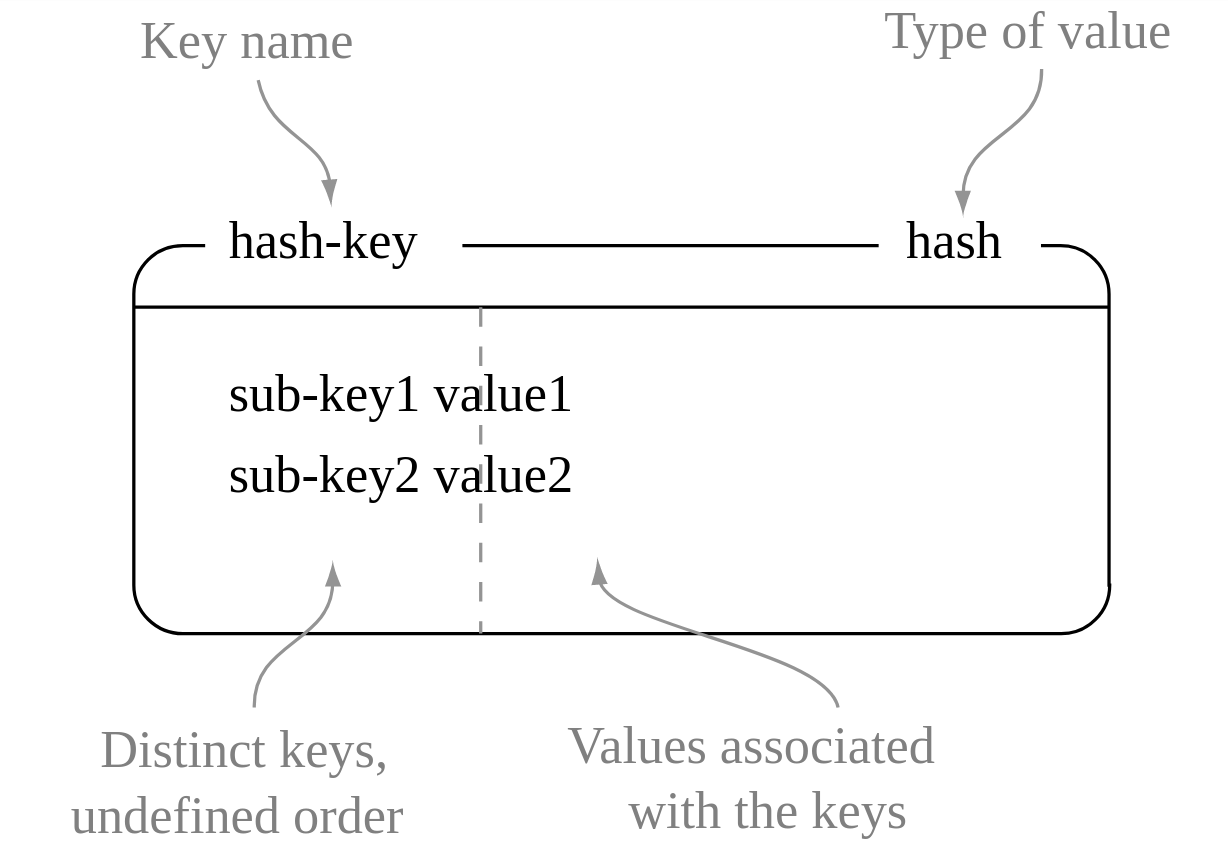 Key name
Type of value
hash-key
hash
sub-key1 value1
sub-key2 value2
Distinct keys,
undefined order
Values associated
with the keys